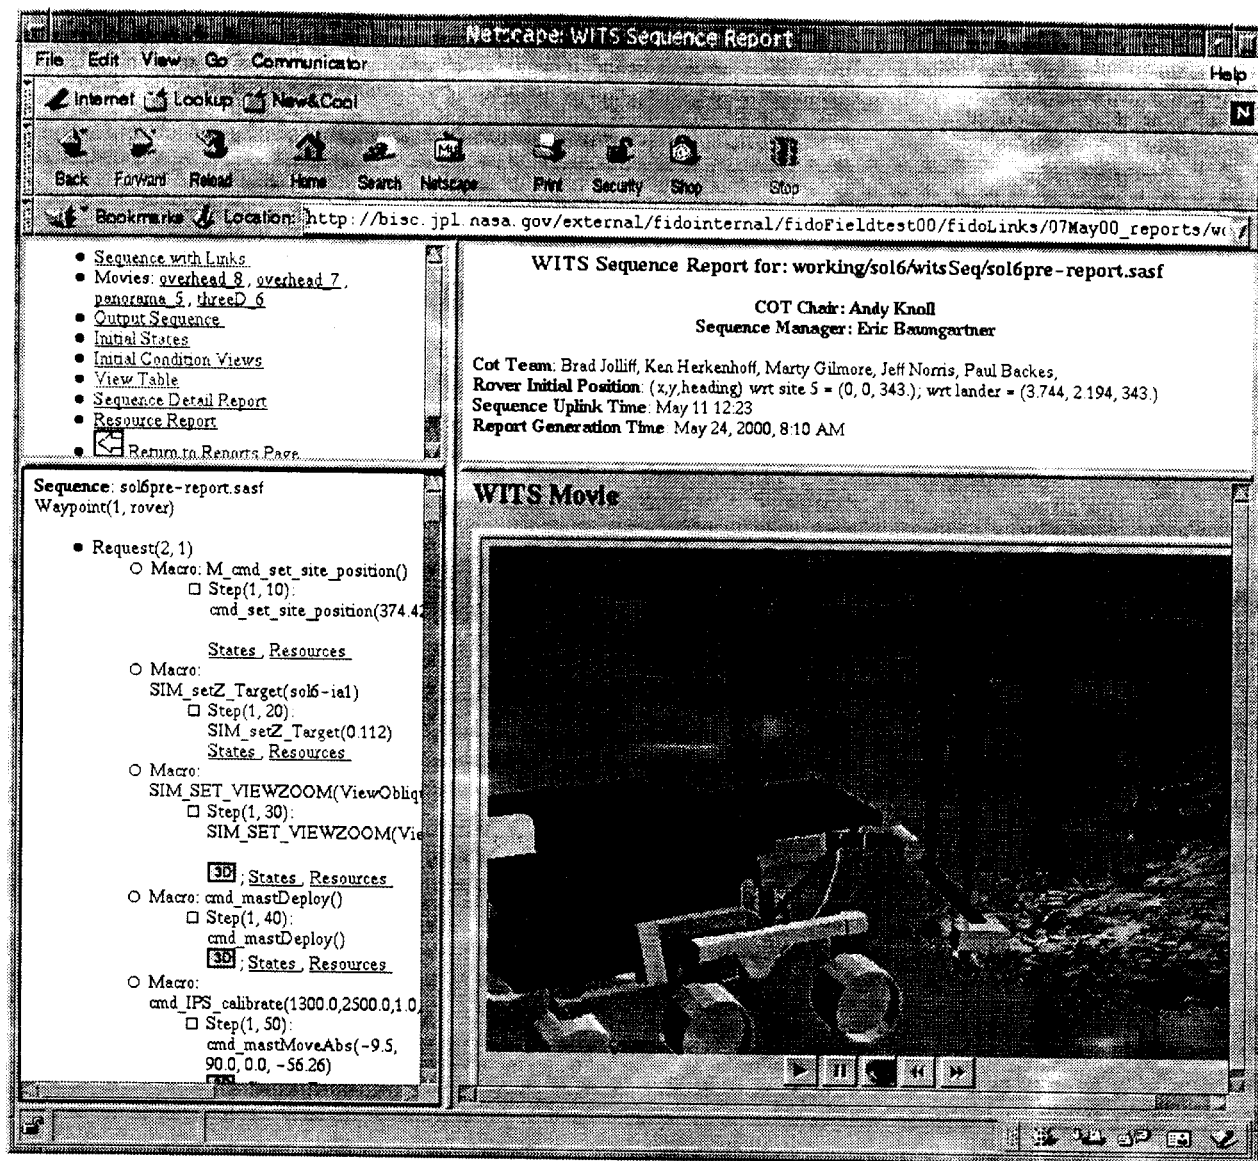 Netscape: WITS Sequence Report
File Edit View Go Communicator Help
Internet Lookup New&Cool
N
My
Back Forward Reload Home Search Netscape Print Security Shop Stop
Bookmarks Location: http://bisc.jpl.nasa.gov/external/fidointernal/fidoFieldtest00/fidoLinks/07May00_reports/wo
Sequence with Links
Movies: overhead_8 , overhead_7 ,
panorama_5 , threeD_6
Output Sequence
Initial States
Initial Condition Views
View Table
Sequence Detail Report
Resource Report
Return to Reports Page
WITS Sequence Report for: working/sol6/witsSeq/sol6pre-report.sasf
COT Chair: Andy Knoll
Sequence Manager: Eric Baumgartner
Cot Team: Brad Jolliff, Ken Herkenhoff, Marty Gilmore, Jeff Norris, Paul Backes,
Rover Initial Position: (x,y,heading) wrt site 5 = (0, 0, 343.); wrt lander = (3.744, 2.194, 343.)
Sequence Uplink Time: May 11 12:23
Report Generation Time: May 24, 2000, 8:10 AM
Sequence: sol6pre-report.sasf
Waypoint(1, rover)
Request(2, 1)
Macro: M_cmd_set_site_position()
Step(1, 10):
cmd_set_site_position(374.42
States , Resources
Macro:
SIM_setZ_Target(sol6-ia1)
Step(1, 20):
SIM_setZ_Target(0.112)
States , Resources
Macro:
SIM_SET_VIEWZOOM(ViewObliq
Step(1, 30):
SIM_SET_VIEWZOOM(Vie
3D ; States , Resources
Macro: cmd_mastDeploy()
Step(1, 40):
cmd_mastDeploy()
3D ; States , Resources
Macro:
cmd_IPS_calibrate(1300.0,2500.0,1.0,
Step(1, 50):
cmd_mastMoveAbs(-9.5,
90.0, 0.0, -56.26)
WITS Movie